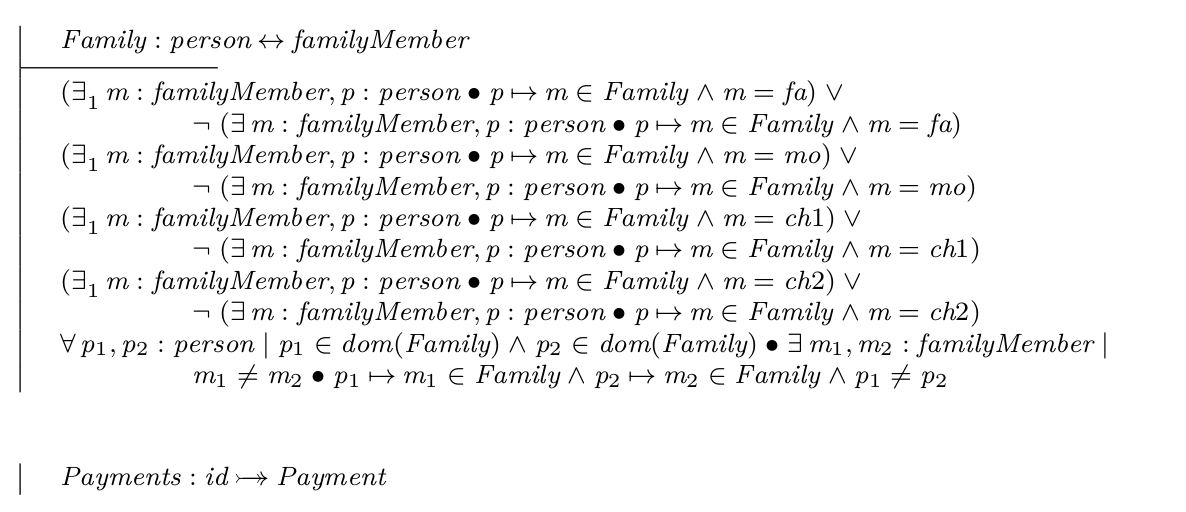 Family : person ↔ familyMember
(∃₁ m : familyMember, p : person • p ↦ m ∈ Family ∧ m = fa) ∨
¬ (∃ m : familyMember, p : person • p ↦ m ∈ Family ∧ m = fa)
(∃₁ m : familyMember, p : person • p ↦ m ∈ Family ∧ m = mo) ∨
¬ (∃ m : familyMember, p : person • p ↦ m ∈ Family ∧ m = mo)
(∃₁ m : familyMember, p : person • p ↦ m ∈ Family ∧ m = ch1) ∨
¬ (∃ m : familyMember, p : person • p ↦ m ∈ Family ∧ m = ch1)
(∃₁ m : familyMember, p : person • p ↦ m ∈ Family ∧ m = ch2) ∨
¬ (∃ m : familyMember, p : person • p ↦ m ∈ Family ∧ m = ch2)
∀ p₁, p₂ : person | p₁ ∈ dom(Family) ∧ p₂ ∈ dom(Family) • ∃ m₁, m₂ : familyMember |
m₁ ≠ m₂ • p₁ ↦ m₁ ∈ Family ∧ p₂ ↦ m₂ ∈ Family ∧ p₁ ≠ p₂
Payments : id ⤖ Payment